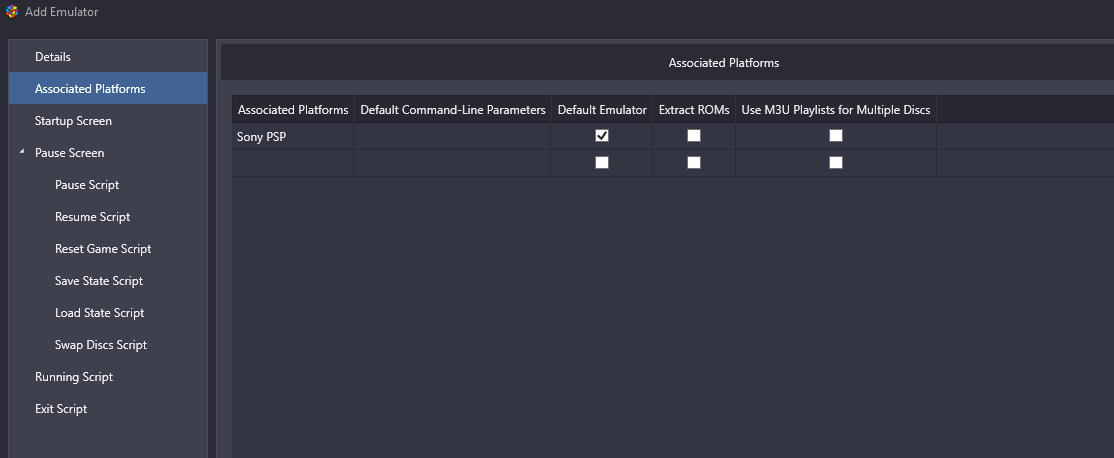 Add Emulator
Details
Associated Platforms
Startup Screen
Pause Screen
Pause Script
Resume Script
Reset Game Script
Save State Script
Load State Script
Swap Discs Script
Running Script
Exit Script
Associated Platforms
Associated Platforms Default Command-Line Parameters Default Emulator Extract ROMs Use M3U Playlists for Multiple Discs
Sony PSP